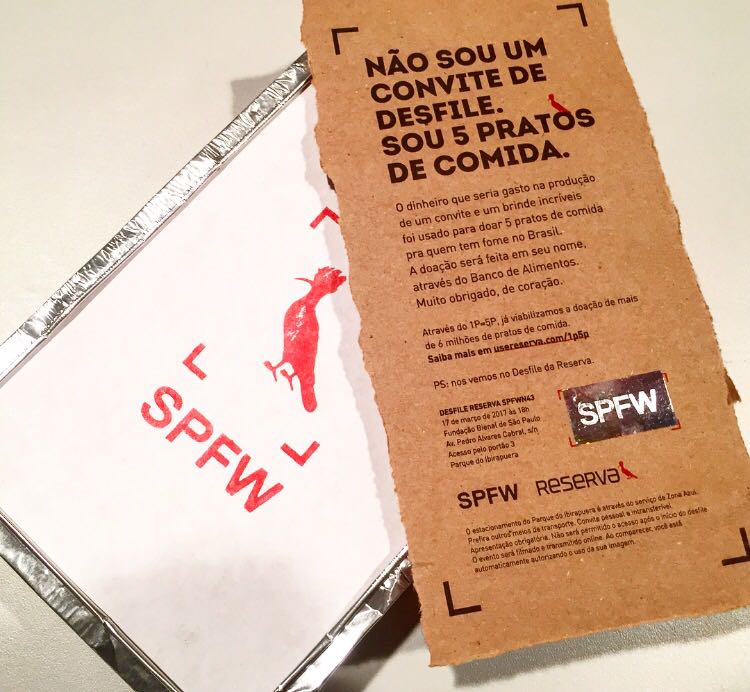 SPFW
NÃO SOU UM
CONVITE DE
DESFILE.
SOU 5 PRATOS
DE COMIDA.
O dinheiro que seria gasto na produção
de um convite e um brinde incríveis
foi usado para doar 5 pratos de comida
pra quem tem fome no Brasil.
A doação será feita em seu nome,
através do Banco de Alimentos.
Muito obrigado, de coração.
Através do 1P=5P, já viabilizamos a doação de mais
de 6 milhões de pratos de comida.
Saiba mais em usereserva.com/1p5p
PS: nos vemos no Desfile da Reserva.
DESFILE RESERVA SPFWN43
17 de março de 2017 às 18h
Fundação Bienal de São Paulo
Av. Pedro Alvares Cabral, s/n
Acesso pelo portão 3
Parque do Ibirapuera
SPFW
SPFW Reserva
O estacionamento do Parque do Ibirapuera é através do serviço de Zona Azul.
Prefira outros meios de transporte. Convite pessoal e intransferível.
Apresentação obrigatória. Não será permitido o acesso após o início do desfile
O evento será filmado e transmitido online. Ao comparecer, você está
automaticamente autorizando o uso da sua imagem.